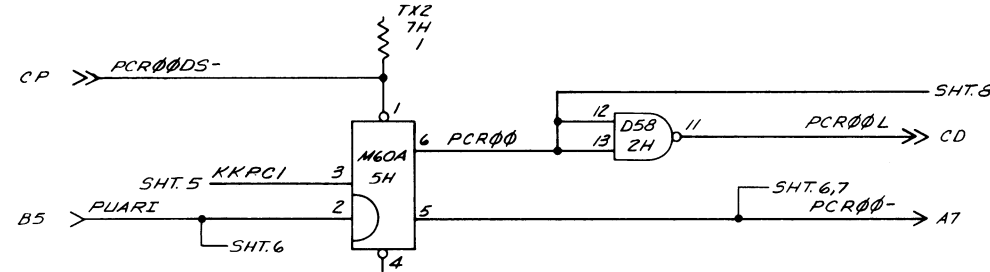 TX2
7H
1
CP
PCRØØDS-
1
SHT.8
12
D58
11
PCRØØL
CD
6
PCRØØ
13
2H
M60A
5H
SHT.5
KKPC1
3
SHT.6,7
B5
PUARI
2
5
PCRØØ-
A7
SHT.6
4